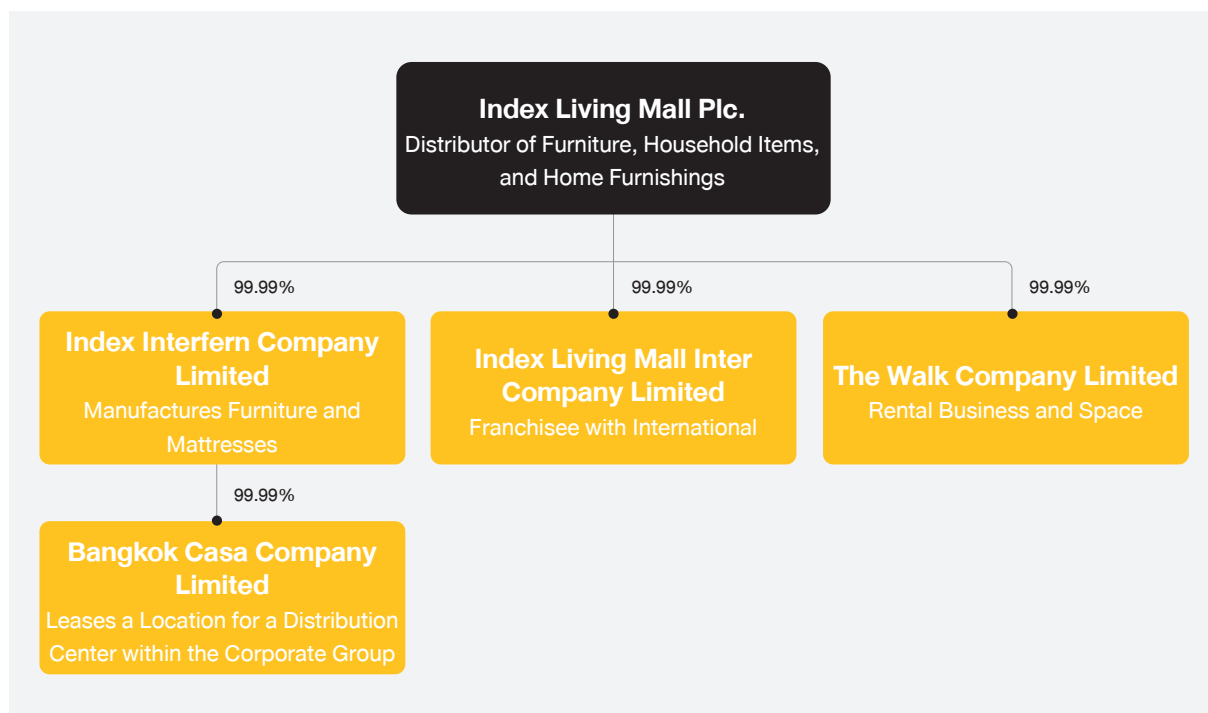 Index Living Mall Plc.
Distributor of Furniture, Household Items,
and Home Furnishings
99.99%
99.99%
99.99%
Index Interfern Company
Limited
Manufactures Furniture and
Mattresses
Index Living Mall Inter
Company Limited
Franchisee with International
The Walk Company Limited
Rental Business and Space
99.99%
Bangkok Casa Company
Limited
Leases a Location for a Distribution
Center within the Corporate Group